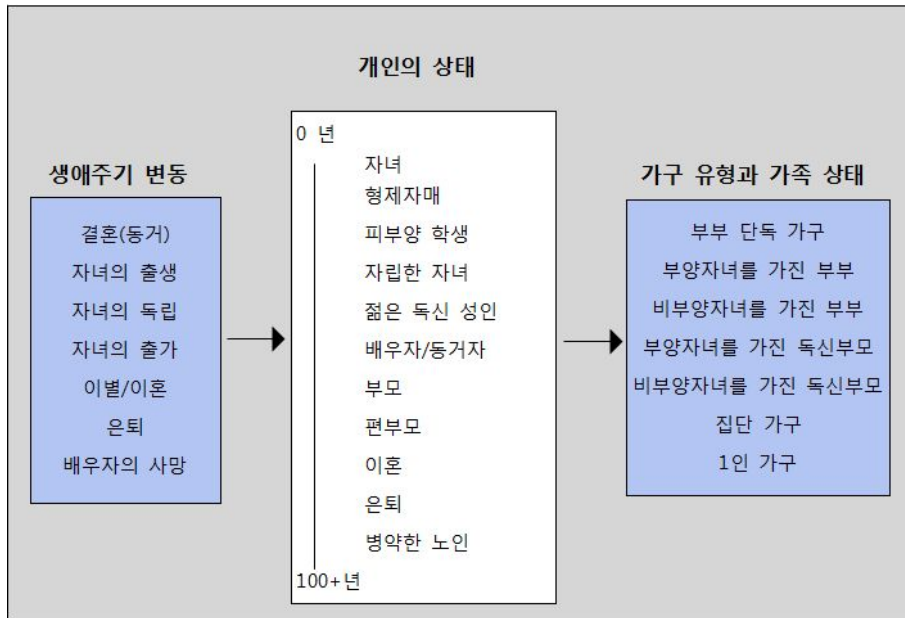 개인의 상태
생애주기 변동
결혼(동거)
자녀의 출생
자녀의 독립
자녀의 출가
이별/이혼
은퇴
배우자의 사망
0 년
자녀
형제자매
피부양 학생
자립한 자녀
젊은 독신 성인
배우자/동거자
부모
편부모
이혼
은퇴
병약한 노인
100+년
가구 유형과 가족 상태
부부 단독 가구
부양자녀를 가진 부부
비부양자녀를 가진 부부
부양자녀를 가진 독신부모
비부양자녀를 가진 독신부모
집단 가구
1인 가구